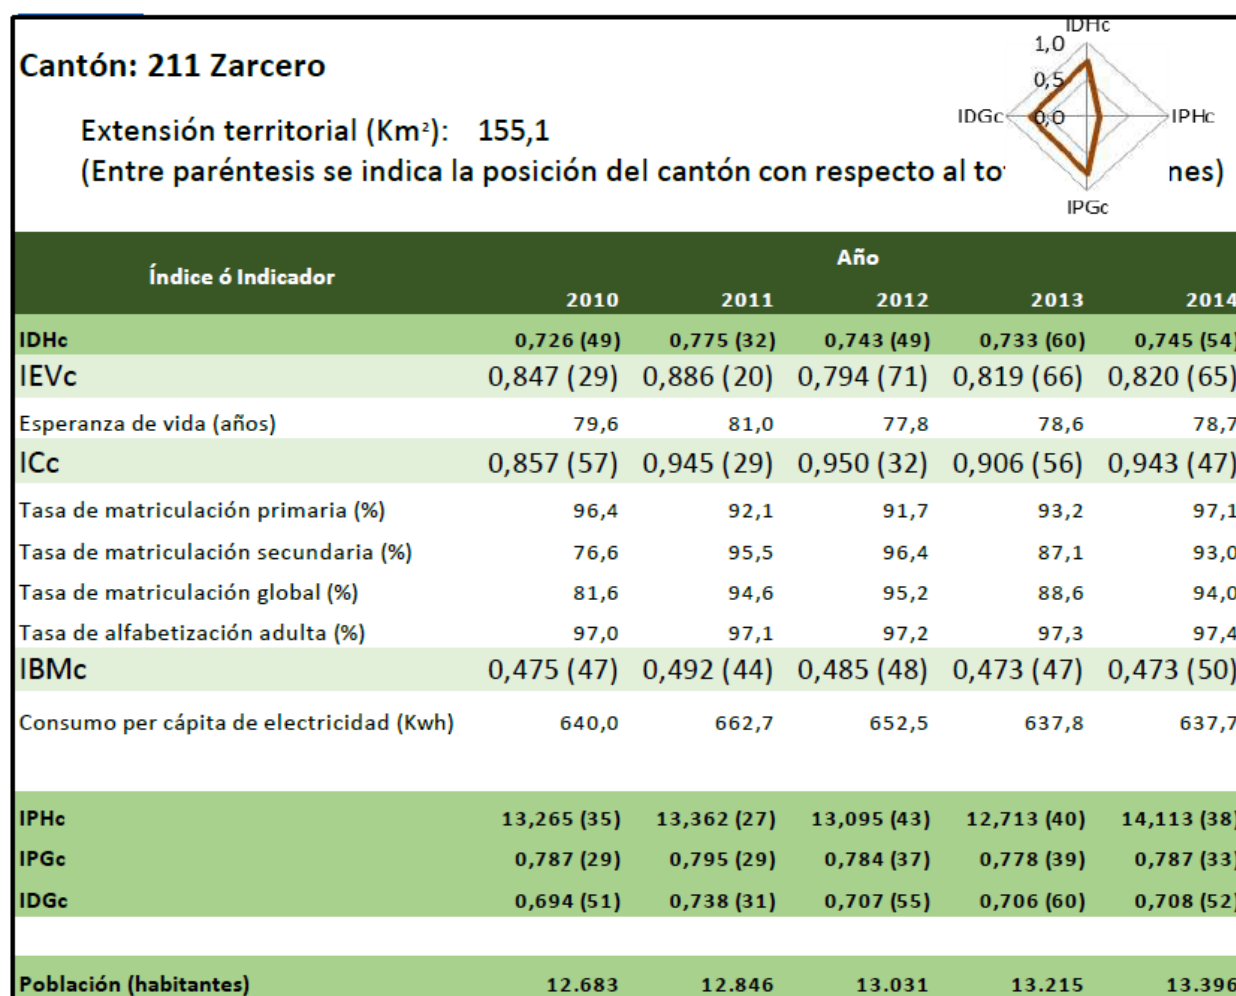 Cantón: 211 Zarcero
Extensión territorial (Km²): 155,1
(Entre paréntesis se indica la posición del cantón con respecto al to nes)
IDHc
1,0
0,5
0,0
IDGc
IPHc
IPGc
Índice ó Indicador Año
2010 2011 2012 2013 2014
IDHc 0,726 (49) 0,775 (32) 0,743 (49) 0,733 (60) 0,745 (54)
IEVc 0,847 (29) 0,886 (20) 0,794 (71) 0,819 (66) 0,820 (65)
Esperanza de vida (años) 79,6 81,0 77,8 78,6 78,7
ICc 0,857 (57) 0,945 (29) 0,950 (32) 0,906 (56) 0,943 (47)
Tasa de matriculación primaria (%) 96,4 92,1 91,7 93,2 97,1
Tasa de matriculación secundaria (%) 76,6 95,5 96,4 87,1 93,0
Tasa de matriculación global (%) 81,6 94,6 95,2 88,6 94,0
Tasa de alfabetización adulta (%) 97,0 97,1 97,2 97,3 97,4
IBMc 0,475 (47) 0,492 (44) 0,485 (48) 0,473 (47) 0,473 (50)
Consumo per cápita de electricidad (Kwh) 640,0 662,7 652,5 637,8 637,7
IPHc 13,265 (35) 13,362 (27) 13,095 (43) 12,713 (40) 14,113 (38)
IPGc 0,787 (29) 0,795 (29) 0,784 (37) 0,778 (39) 0,787 (33)
IDGc 0,694 (51) 0,738 (31) 0,707 (55) 0,706 (60) 0,708 (52)
Población (habitantes) 12.683 12.846 13.031 13.215 13.396